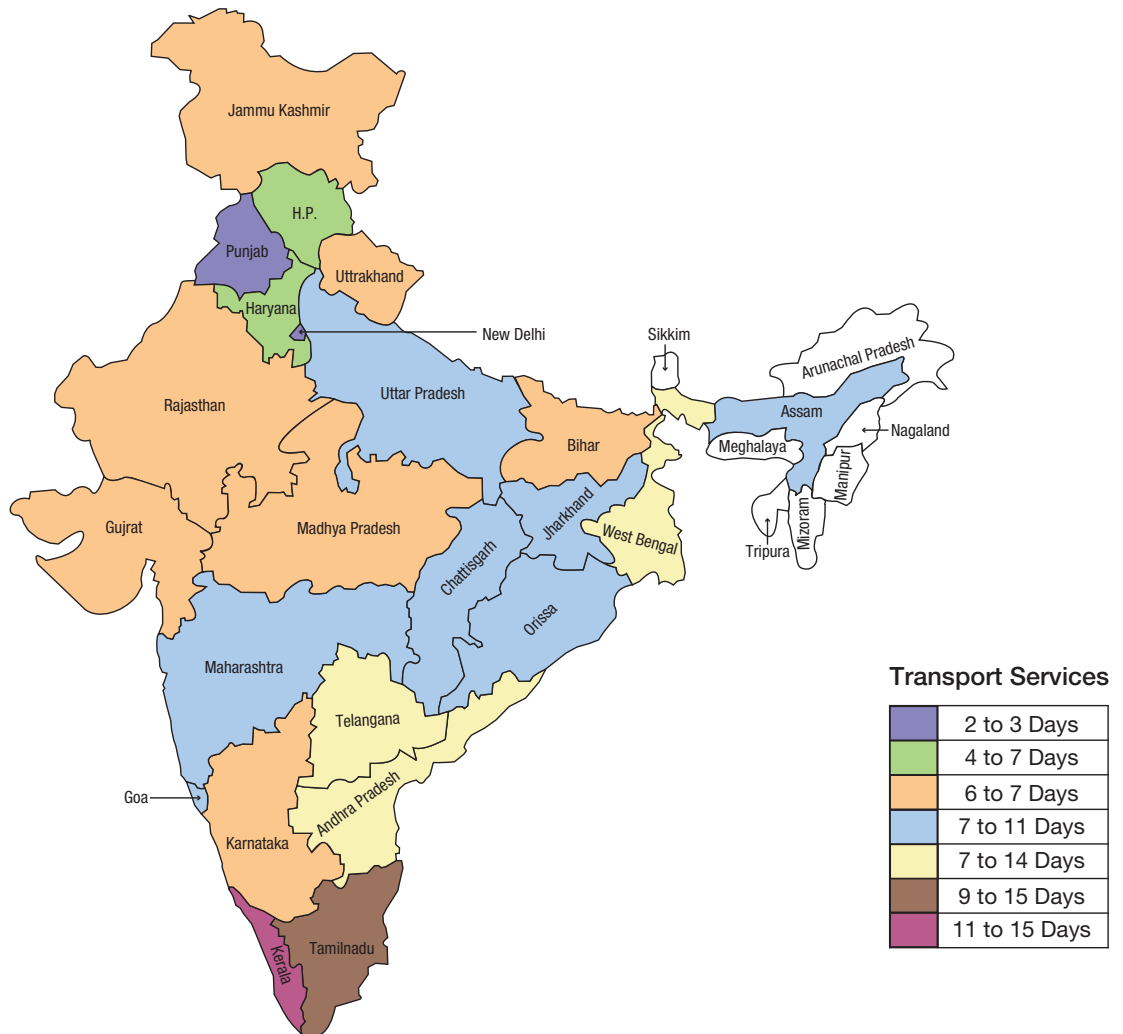 Jammu Kashmir
H.P.
Punjab
Uttrakhand
Haryana
New Delhi
Sikkim
Arunachal Pradesh
Rajasthan
Uttar Pradesh
Assam
Nagaland
Bihar
Meghalaya
Manipur
Gujrat
Madhya Pradesh
Jharkhand
West Bengal
Tripura
Mizoram
Chattisgarh
Orissa
Maharashtra
Telangana
Goa
Andhra Pradesh
Karnataka
Tamilnadu
Kerala
Transport Services
2 to 3 Days
4 to 7 Days
6 to 7 Days
7 to 11 Days
7 to 14 Days
9 to 15 Days
11 to 15 Days